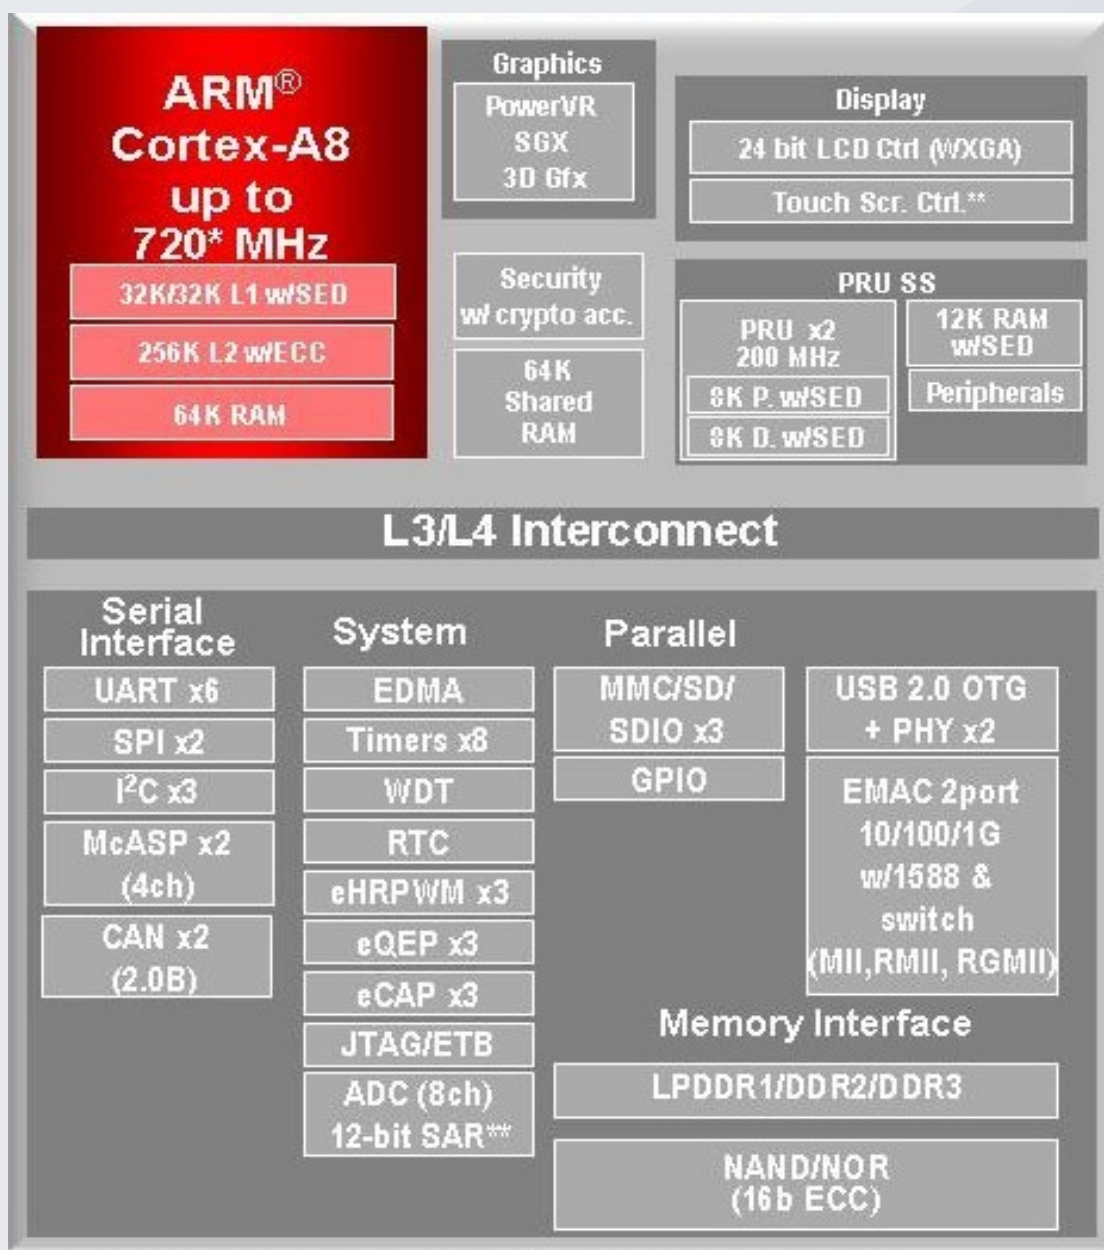 ARM®
Cortex-A8
up to
720* MHz
32K/32K L1 w/SED
256K L2 w/ECC
64K RAM
Graphics
PowerVR
SGX
3D Gfx
Security
w/ crypto acc.
64K
Shared
RAM
Display
24 bit LCD Ctrl (WXGA)
Touch Scr. Ctrl.**
PRU SS
PRU x2
200 MHz
8K P. w/SED
8K D. w/SED
12K RAM
w/SED
Peripherals
L3/L4 Interconnect
Serial
Interface
UART x6
SPI x2
I²C x3
McASP x2
(4ch)
CAN x2
(2.0B)
System
EDMA
Timers x8
WDT
RTC
eHRPWM x3
eQEP x3
eCAP x3
JTAG/ETB
ADC (8ch)
12-bit SAR**
Parallel
MMC/SD/
SDIO x3
GPIO
USB 2.0 OTG
+ PHY x2
EMAC 2port
10/100/1G
w/1588 &
switch
(MII,RMII, RGMII)
Memory Interface
LPDDR1/DDR2/DDR3
NAND/NOR
(16b ECC)